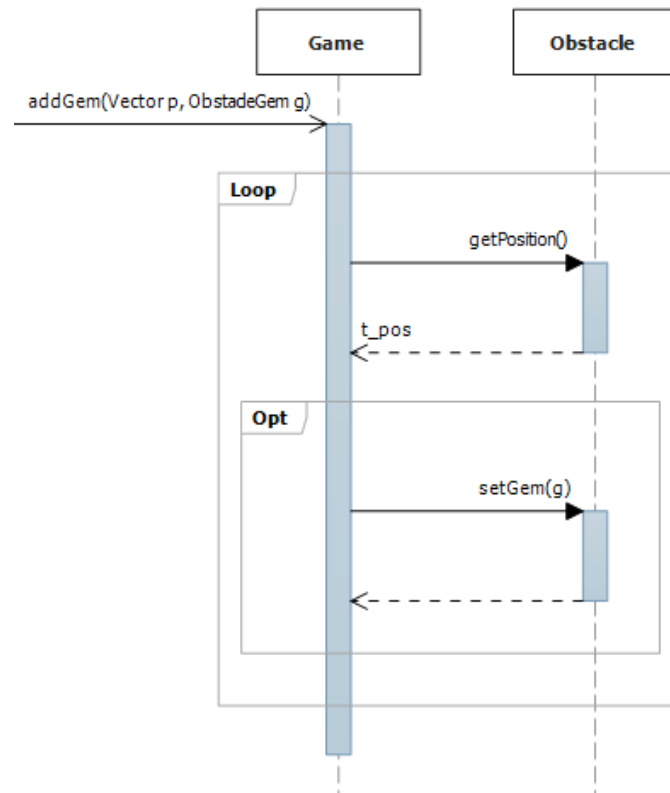 Game
Obstacle
addGem(Vector p, ObstadeGem g)
Loop
getPosition()
t_pos
Opt
setGem(g)